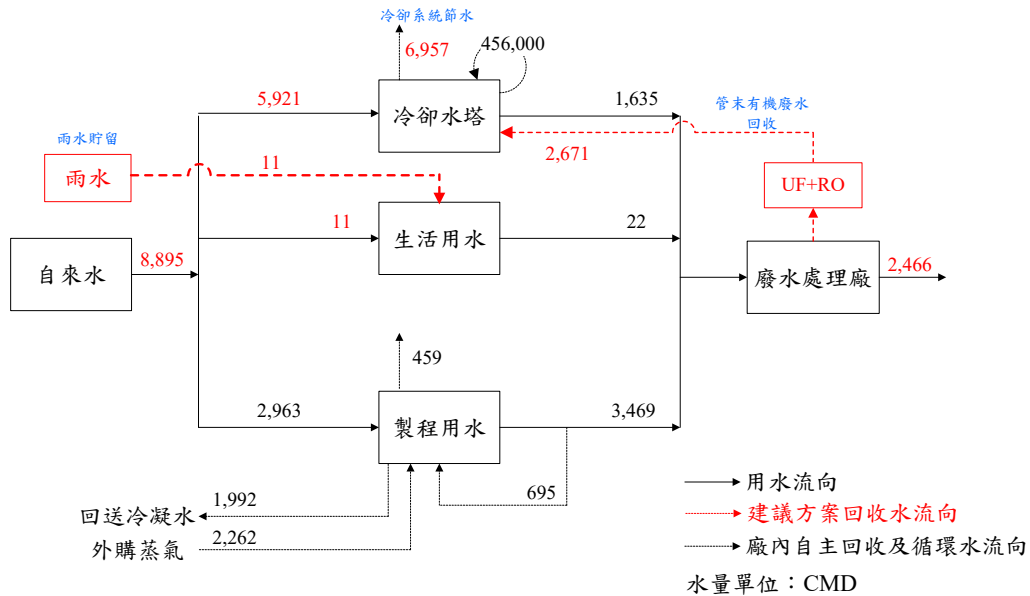 冷卻系統節水
6,957
456,000
5,921
冷卻水塔
1,635
管末有機廢水
回收
2,671
雨水貯留
雨水
11
UF+RO
11
生活用水
22
自來水
8,895
廢水處理廠
2,466
459
2,963
製程用水
3,469
695
1,992
回送冷凝水
2,262
外購蒸氣
用水流向
建議方案回收水流向
廠內自主回收及循環水流向
水量單位：CMD